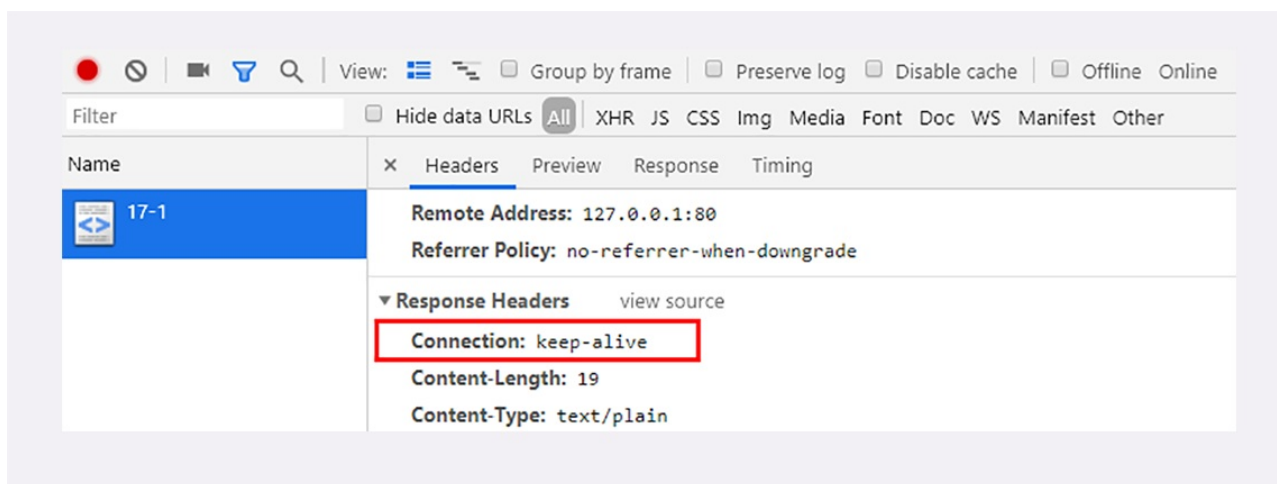 View: Group by frame Preserve log Disable cache Offline Online
Filter Hide data URLs All XHR JS CSS Img Media Font Doc WS Manifest Other
Name × Headers Preview Response Timing
17-1
Remote Address: 127.0.0.1:80
Referrer Policy: no-referrer-when-downgrade
▼Response Headers view source
Connection: keep-alive
Content-Length: 19
Content-Type: text/plain